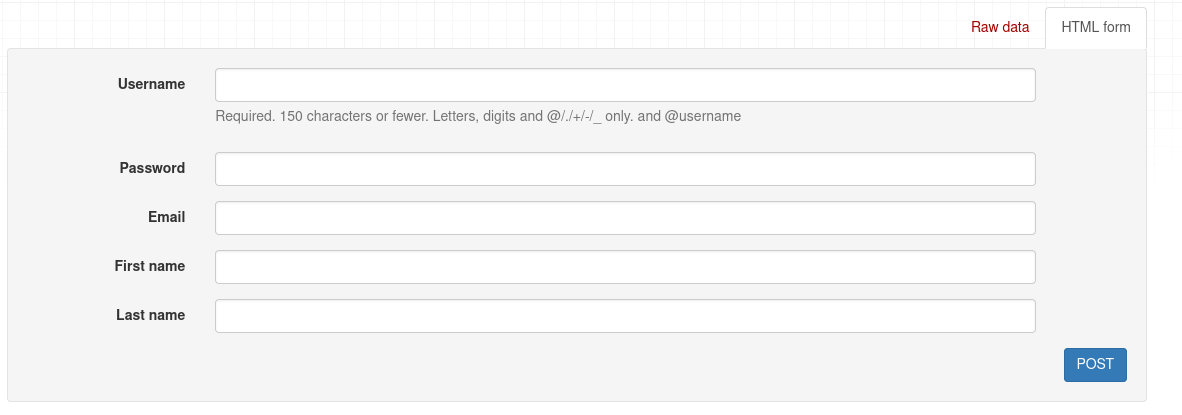 Raw data
HTML form
Username
Required. 150 characters or fewer. Letters, digits and @/./+/-/_ only. and @username
Password
Email
First name
Last name
POST